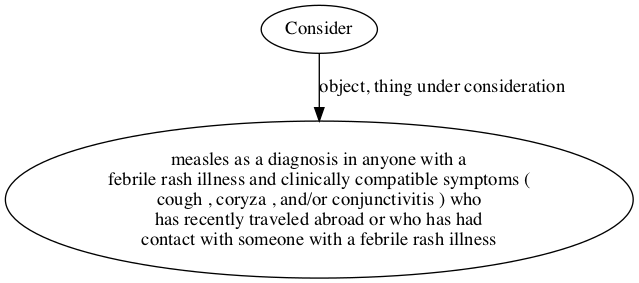 Consider
object, thing under consideration
measles as a diagnosis in anyone with a
febrile rash illness and clinically compatible symptoms (
cough , coryza , and/or conjunctivitis ) who
has recently traveled abroad or who has had
contact with someone with a febrile rash illness